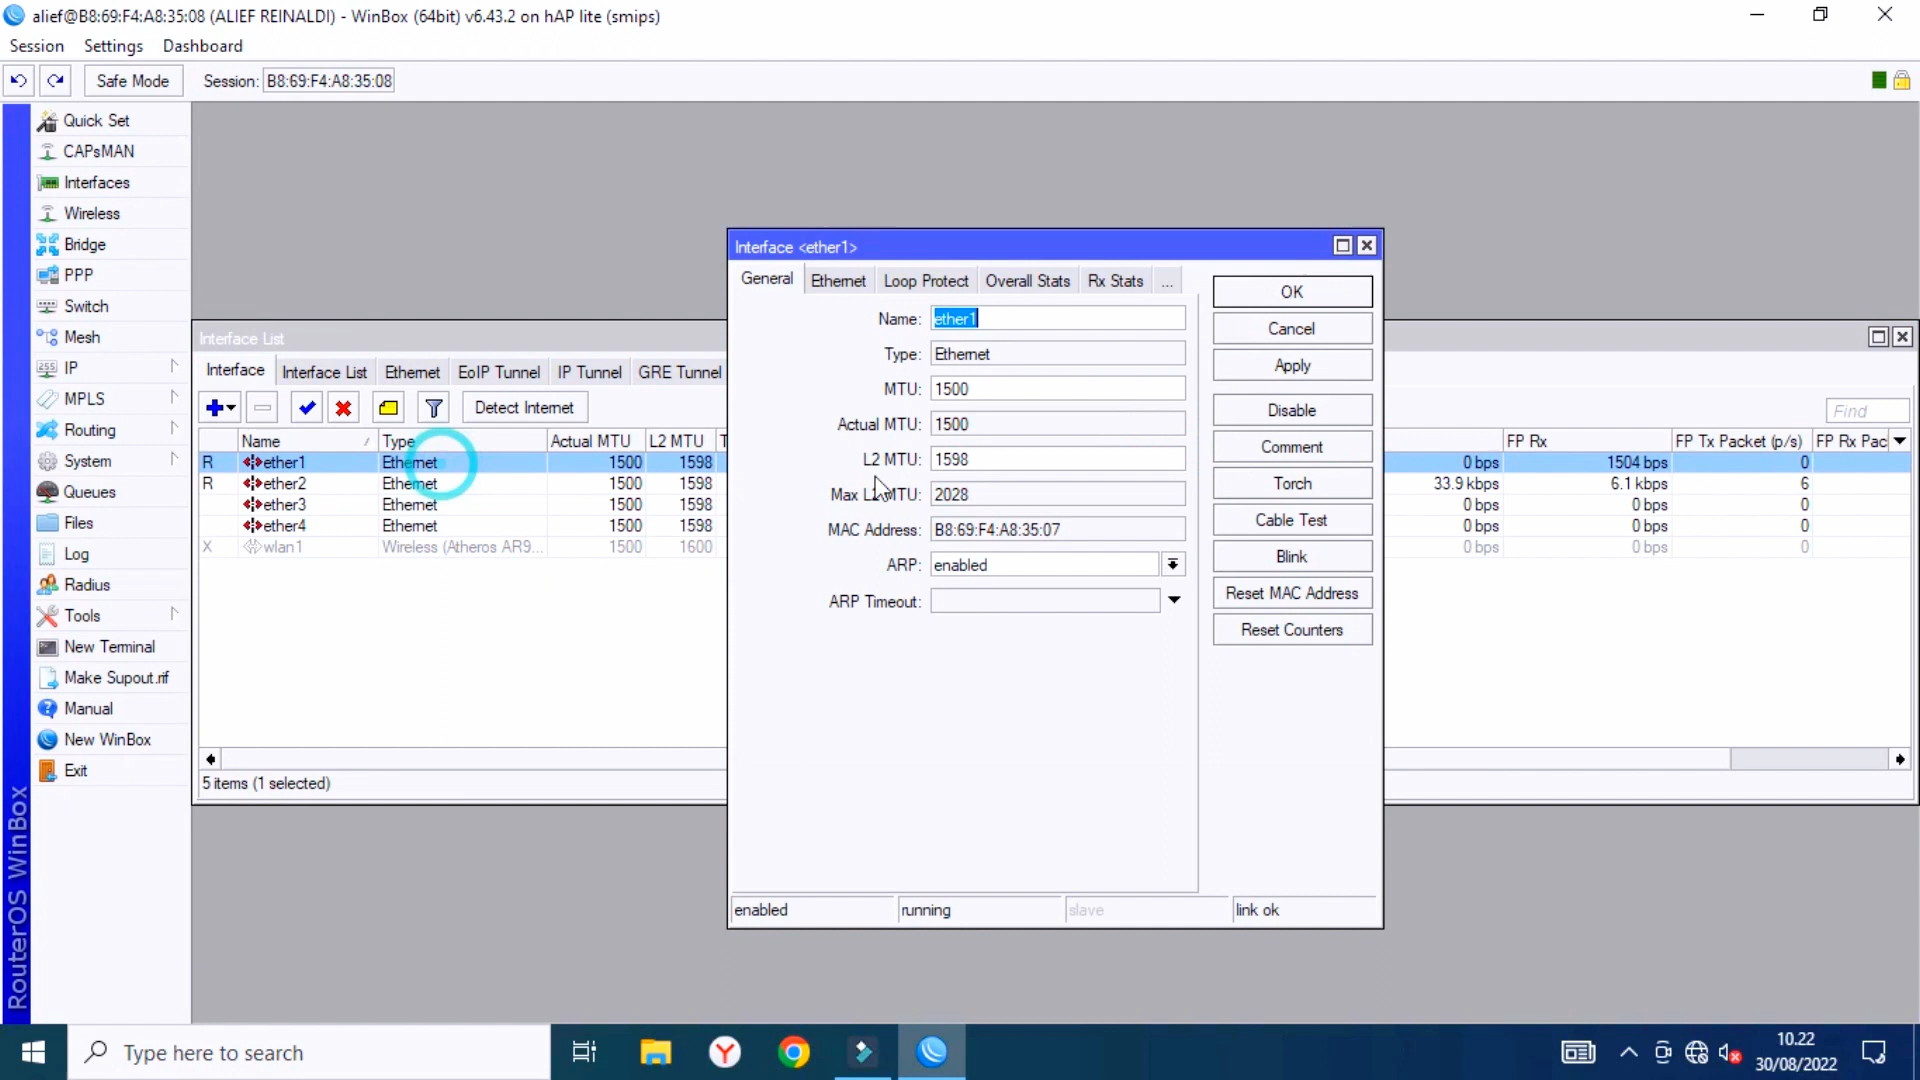 alief@B8:69:F4:A8:35:08 (ALIEF REINALDI) - WinBox (64bit) v6.43.2 on hAP lite (smips)
Session Settings Dashboard
Safe Mode Session: B8:69:F4:A8:35:08
Quick Set
CAPsMAN
Interfaces
Wireless
Bridge
PPP
Switch
Mesh
IP
MPLS
Routing
System
Queues
Files
Log
Radius
Tools
New Terminal
Make Supout.rif
Manual
New WinBox
Exit
RouterOS WinBox
Interface List
Interface Interface List Ethernet EoIP Tunnel IP Tunnel GRE Tunnel
Detect Internet Find
Name Type Actual MTU L2 MTU T FP Rx FP Tx Packet (p/s) FP Rx Pac
R ether1 Ethernet 1500 1598 0 bps 1504 bps 0
R ether2 Ethernet 1500 1598 33.9 kbps 6.1 kbps 6
ether3 Ethernet 1500 1598 0 bps 0 bps 0
ether4 Ethernet 1500 1598 0 bps 0 bps 0
X wlan1 Wireless (Atheros AR9... 1500 1600 0 bps 0 bps 0
5 items (1 selected)
Interface <ether1>
General Ethernet Loop Protect Overall Stats Rx Stats ...
Name: ether1
Type: Ethernet
MTU: 1500
Actual MTU: 1500
L2 MTU: 1598
Max L2 MTU: 2028
MAC Address: B8:69:F4:A8:35:07
ARP: enabled
ARP Timeout:
OK
Cancel
Apply
Disable
Comment
Torch
Cable Test
Blink
Reset MAC Address
Reset Counters
enabled running slave link ok
Type here to search
10.22
30/08/2022